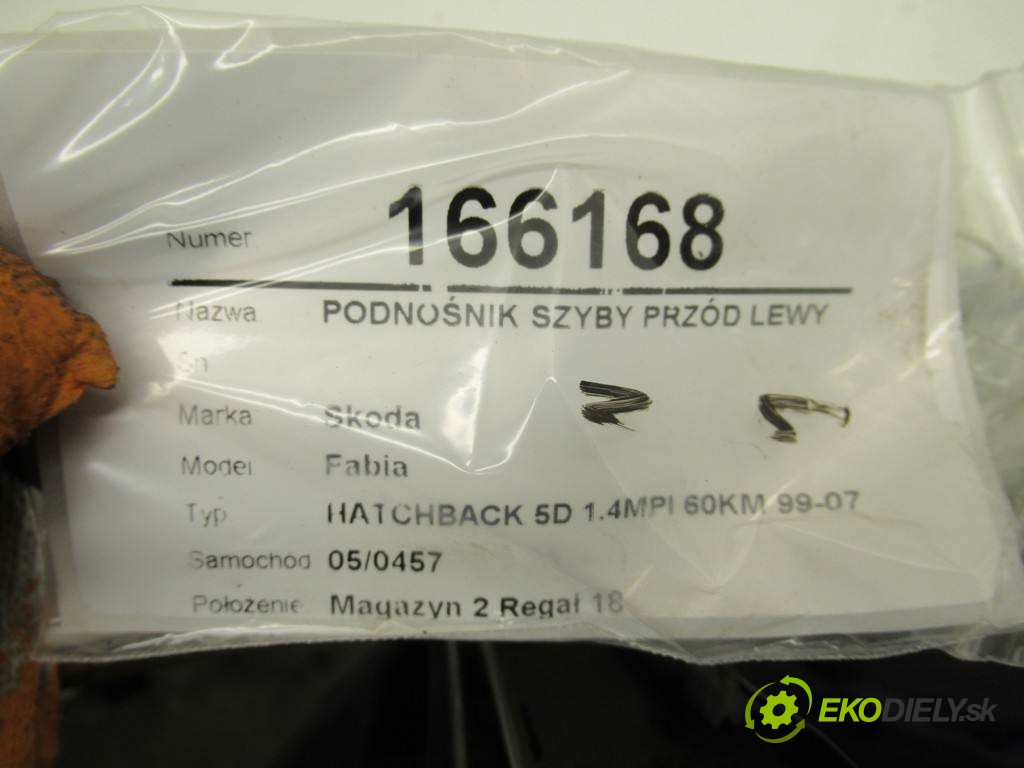 Numer 166168
Nazwa PODNOŚNIK SZYBY PRZÓD LEWY
Sn
Marka Skoda
Model Fabia
Typ HATCHBACK 5D 1.4MPI 60KM 99-07
Samochód 05/0457
Położenie Magazyn 2 Regał 18
EKODIELY.sk